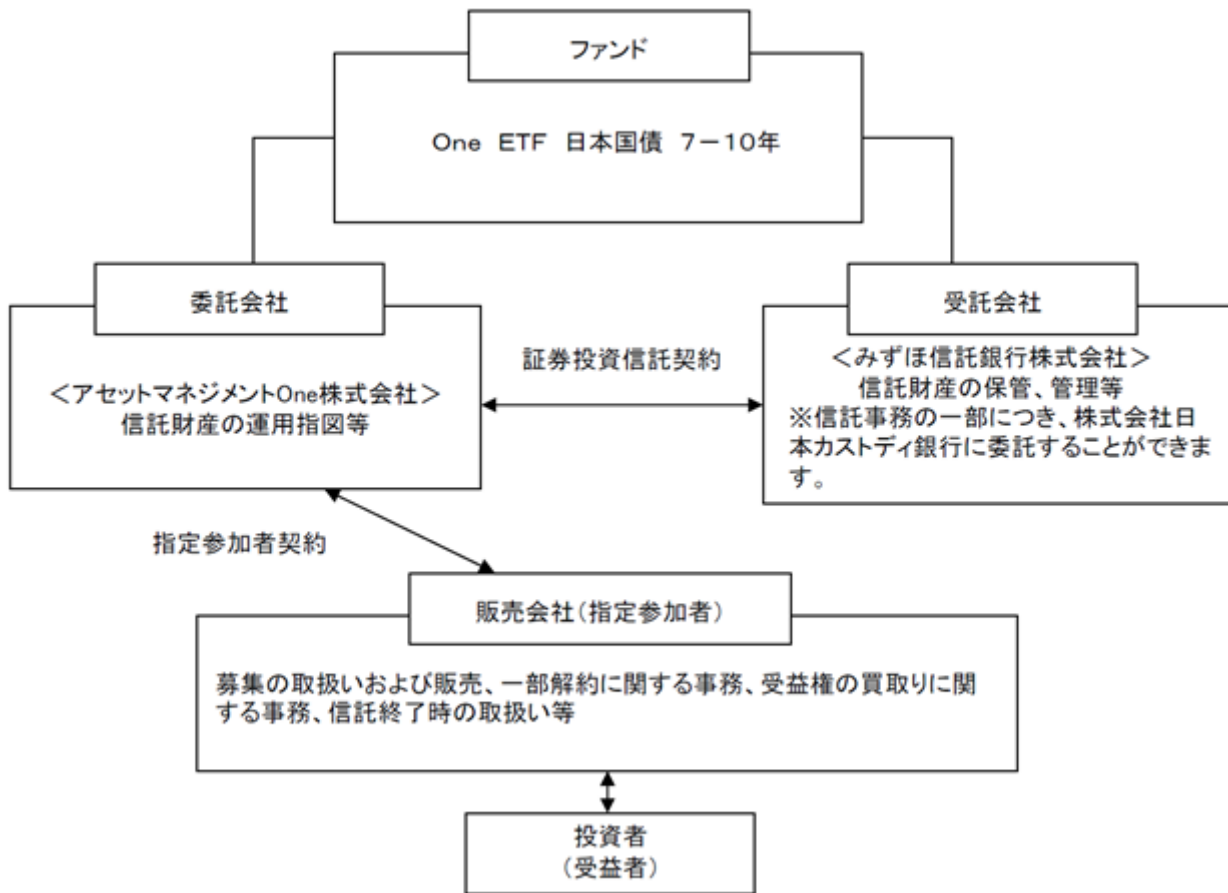 ファンド
One ETF 日本国債 7－10年
委託会社
＜アセットマネジメントOne株式会社＞
信託財産の運用指図等
証券投資信託契約
受託会社
＜みずほ信託銀行株式会社＞
信託財産の保管、管理等
※信託事務の一部につき、株式会社日
本カストディ銀行に委託することができま
す。
指定参加者契約
販売会社（指定参加者）
募集の取扱いおよび販売、一部解約に関する事務、受益権の買取りに関
する事務、信託終了時の取扱い等
投資者
（受益者）